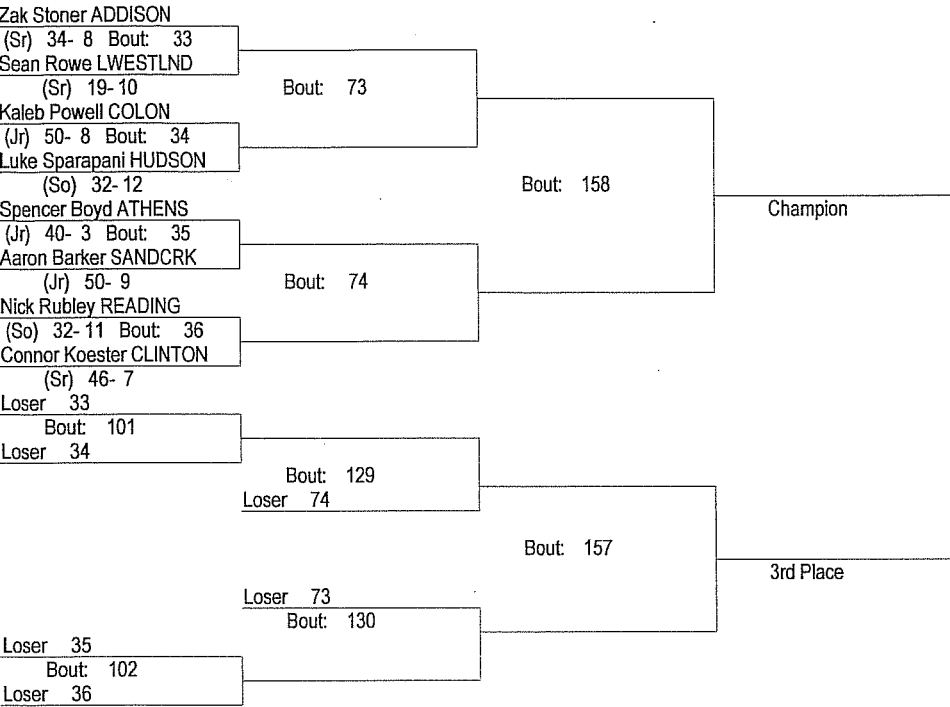 Zak Stoner ADDISON
(Sr) 34- 8 Bout: 33
Sean Rowe LWESTLND
(Sr) 19-10
Bout: 73
Kaleb Powell COLON
(Jr) 50- 8 Bout: 34
Luke Sparapani HUDSON
(So) 32-12
Bout: 158
Spencer Boyd ATHENS
Champion
(Jr) 40- 3 Bout: 35
Aaron Barker SANDCRK
(Jr) 50- 9
Bout: 74
Nick Rubley READING
(So) 32-11 Bout: 36
Connor Koester CLINTON
(Sr) 46- 7
Loser 33
Bout: 101
Loser 34
Bout: 129
Loser 74
Bout: 157
3rd Place
Loser 73
Bout: 130
Loser 35
Bout: 102
Loser 36